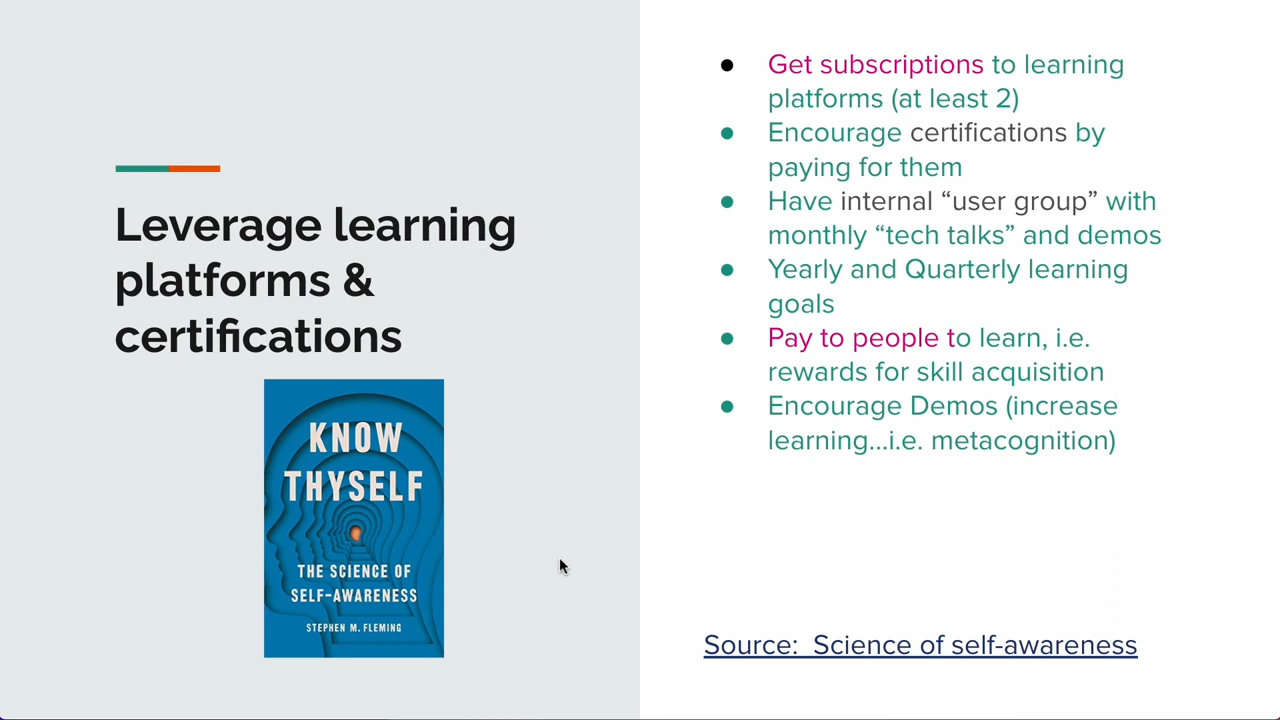 Leverage learning
platforms &
certifications
KNOW
THYSELF
THE SCIENCE OF
SELF-AWARENESS
STEPHEN M. FLEMING
● Get subscriptions to learning
platforms (at least 2)
● Encourage certifications by
paying for them
● Have internal “user group” with
monthly “tech talks” and demos
● Yearly and Quarterly learning
goals
● Pay to people to learn, i.e.
rewards for skill acquisition
● Encourage Demos (increase
learning...i.e. metacognition)
Source:  Science of self-awareness